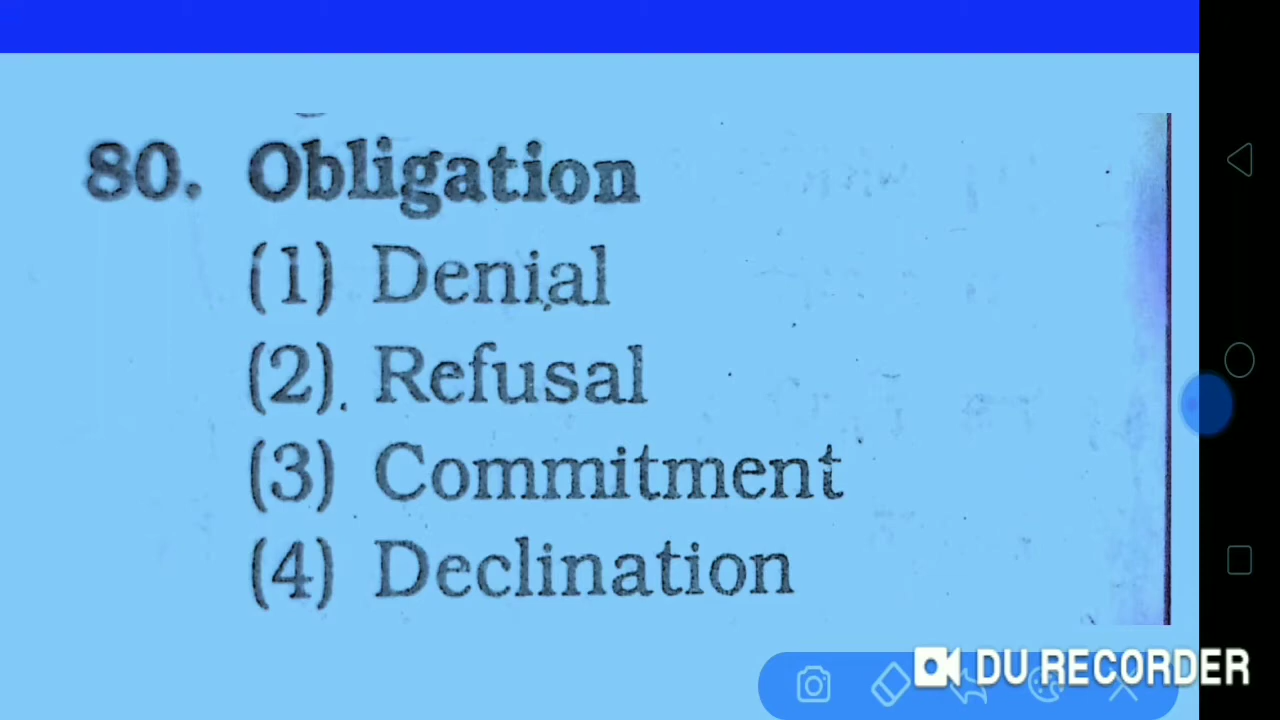 80. Obligation
(1) Denial
(2) Refusal
(3) Commitment
(4) Declination
DU RECORDER